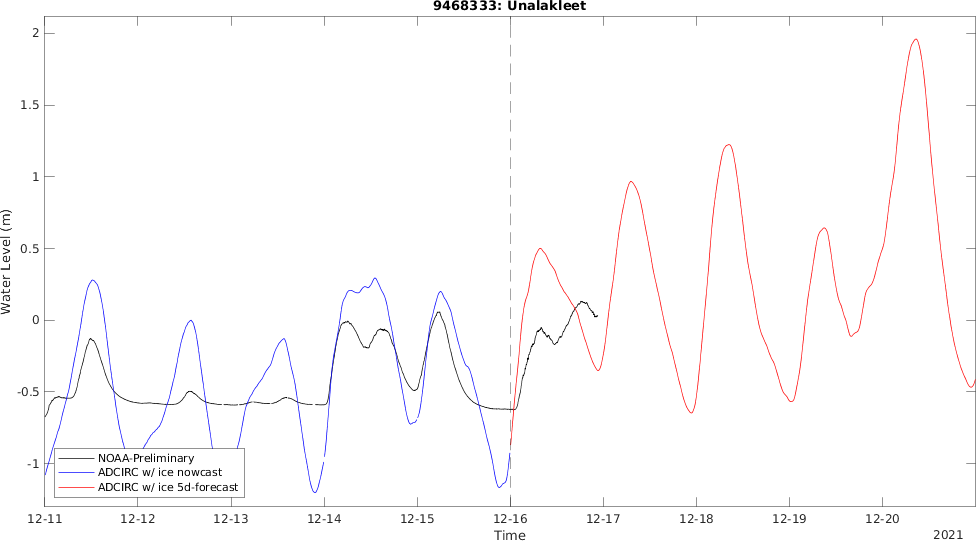 9468333: Unalakleet
Water Level (m)
2
1.5
1
0.5
0
-0.5
-1
NOAA-Preliminary
ADCIRC w/ ice nowcast
ADCIRC w/ ice 5d-forecast
12-11 12-12 12-13 12-14 12-15 12-16 12-17 12-18 12-19 12-20
Time
2021